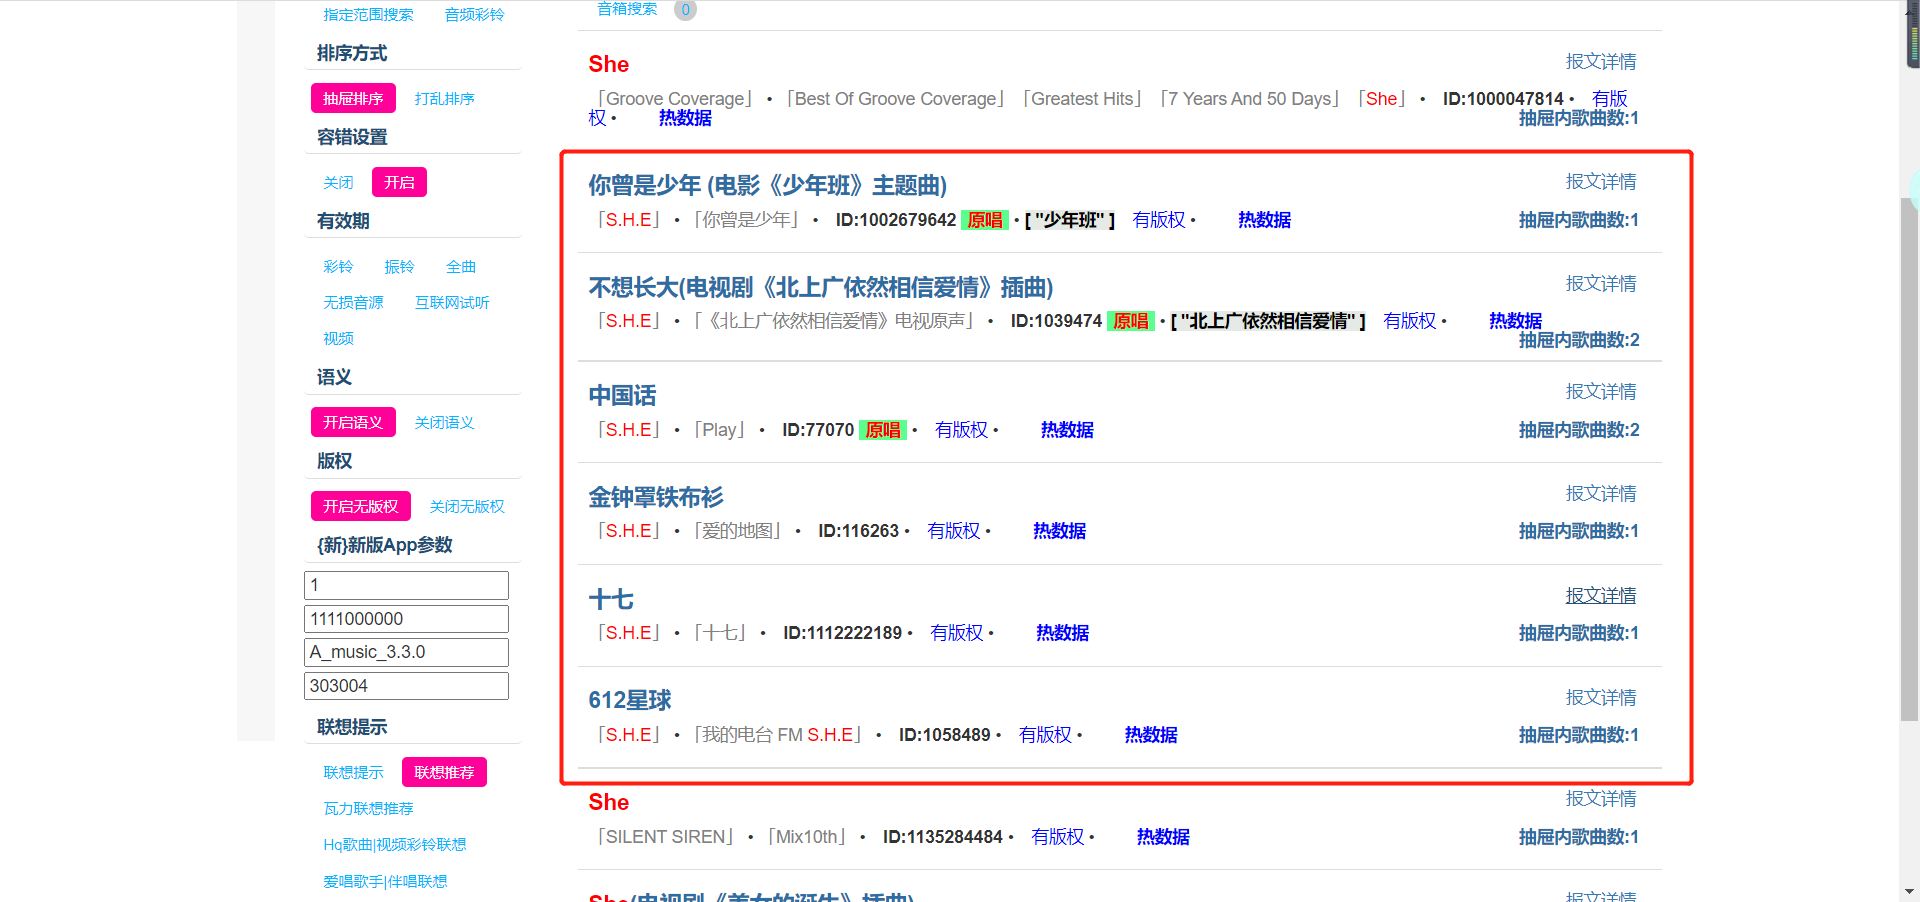 指定范围搜索 音频彩铃
排序方式
抽屉排序 打乱排序
容错设置
关闭 开启
有效期
彩铃 振铃 全曲
无损音源 互联网试听
视频
语义
开启语义 关闭语义
版权
开启无版权 关闭无版权
{新}新版App参数
1
1111000000
A_music_3.3.0
303004
联想提示
联想提示 联想推荐
瓦力联想推荐
Hq歌曲|视频彩铃联想
爱唱歌手|伴唱联想
音箱搜索 0
She 报文详情
「Groove Coverage」 • 「Best Of Groove Coverage」 「Greatest Hits」 「7 Years And 50 Days」 「She」 • ID:1000047814 • 有版
权 • 热数据 抽屉内歌曲数:1
你曾是少年 (电影《少年班》主题曲) 报文详情
「S.H.E」 • 「你曾是少年」 • ID:1002679642 原唱 • [ "少年班" ] 有版权 • 热数据 抽屉内歌曲数:1
不想长大(电视剧《北上广依然相信爱情》插曲) 报文详情
「S.H.E」 • 「《北上广依然相信爱情》电视原声」 • ID:1039474 原唱 • [ "北上广依然相信爱情" ] 有版权 • 热数据
抽屉内歌曲数:2
中国话 报文详情
「S.H.E」 • 「Play」 • ID:77070 原唱 • 有版权 • 热数据 抽屉内歌曲数:2
金钟罩铁布衫 报文详情
「S.H.E」 • 「爱的地图」 • ID:116263 • 有版权 • 热数据 抽屉内歌曲数:1
十七 报文详情
「S.H.E」 • 「十七」 • ID:1112222189 • 有版权 • 热数据 抽屉内歌曲数:1
612星球 报文详情
「S.H.E」 • 「我的电台 FM S.H.E」 • ID:1058489 • 有版权 • 热数据 抽屉内歌曲数:1
She 报文详情
「SILENT SIREN」 • 「Mix10th」 • ID:1135284484 • 有版权 • 热数据 抽屉内歌曲数:1
She(电视剧《美女的诞生》插曲) 报文详情